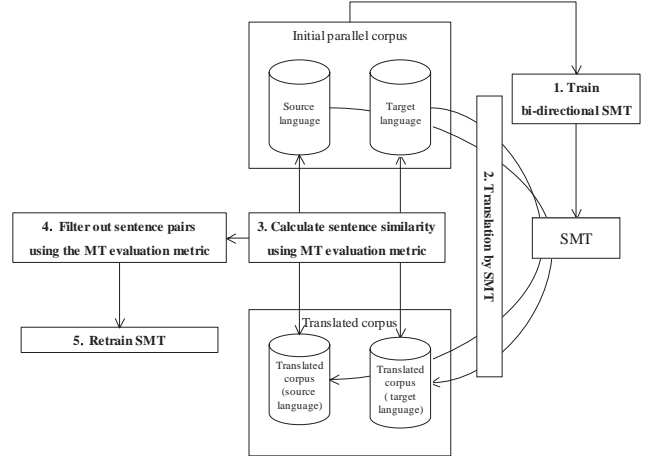 Initial parallel corpus
Source
language
Target
language
1. Train
bi-directional SMT
2. Translation by SMT
SMT
3. Calculate sentence similarity
using MT evaluation metric
4. Filter out sentence pairs
using the MT evaluation metric
5. Retrain SMT
Translated corpus
Translated
corpus
(source
language)
Translated
corpus
( target
language)